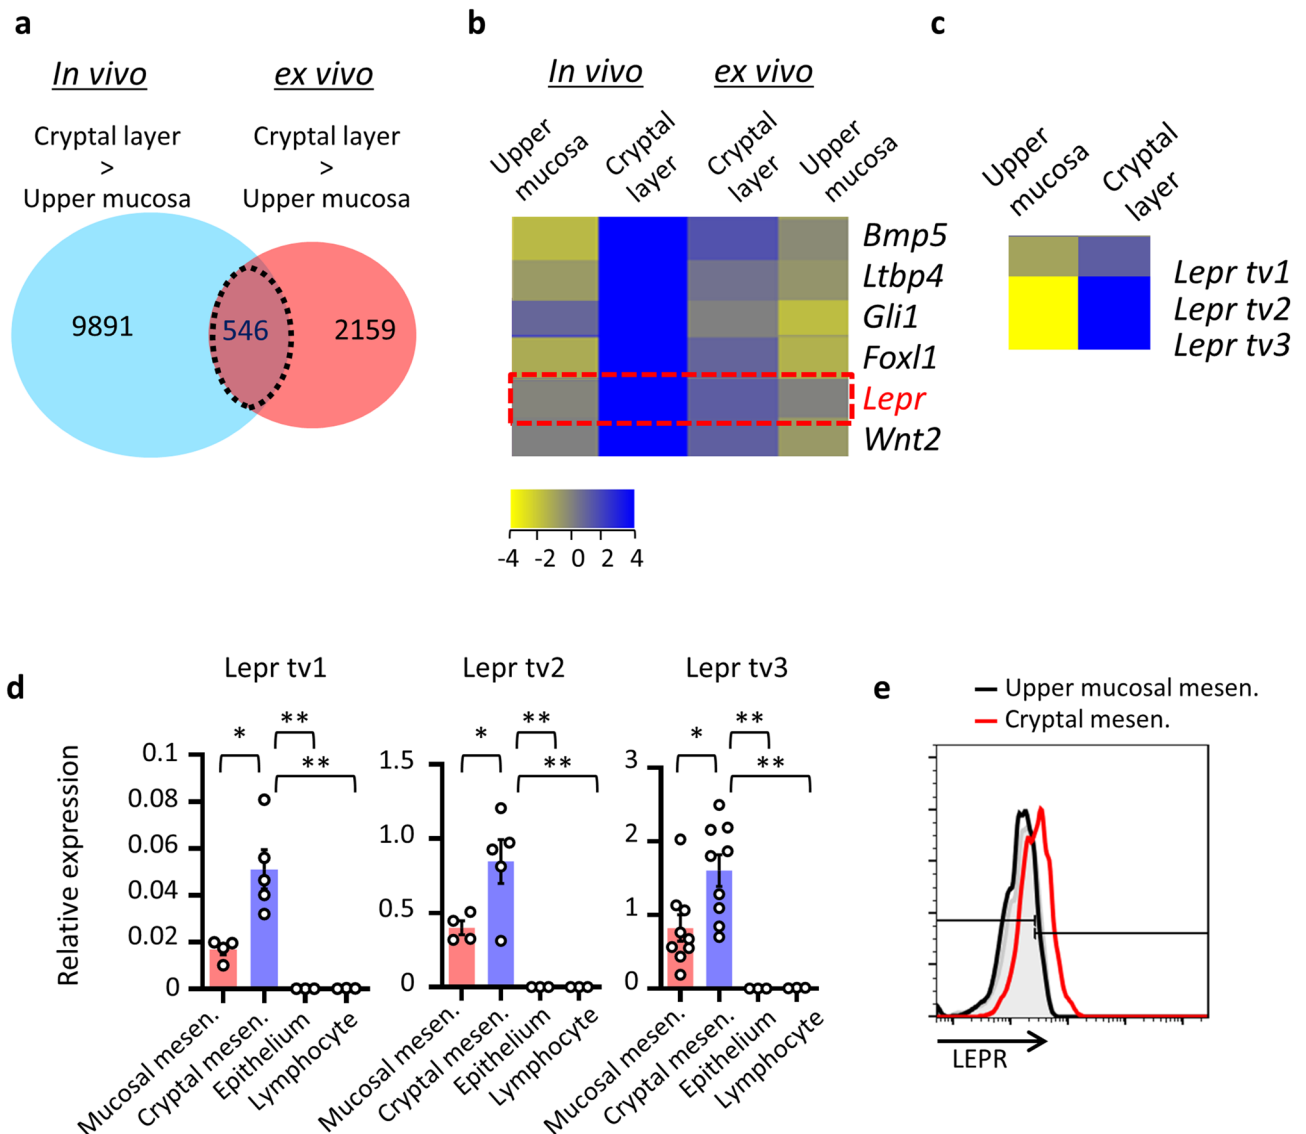 a
In vivo
ex vivo
Cryptal layer
>
Upper mucosa
Cryptal layer
>
Upper mucosa
9891
546
2159
b
In vivo
ex vivo
Upper
mucosa
Cryptal
layer
Cryptal
layer
Upper
mucosa
Bmp5
Ltbp4
Gli1
Foxl1
Lepr
Wnt2
-4 -2 0 2 4
c
Upper
mucosa
Cryptal
layer
Lepr tv1
Lepr tv2
Lepr tv3
d
Relative expression
Lepr tv1
* ** **
0.1
0.08
0.06
0.04
0.02
0
Mucosal mesen.
Cryptal mesen.
Epithelium
Lymphocyte
Lepr tv2
* ** **
1.5
1.0
0.5
0
Mucosal mesen.
Cryptal mesen.
Epithelium
Lymphocyte
Lepr tv3
* ** **
3
2
1
0
Mucosal mesen.
Cryptal mesen.
Epithelium
Lymphocyte
e
Upper mucosal mesen.
Cryptal mesen.
LEPR